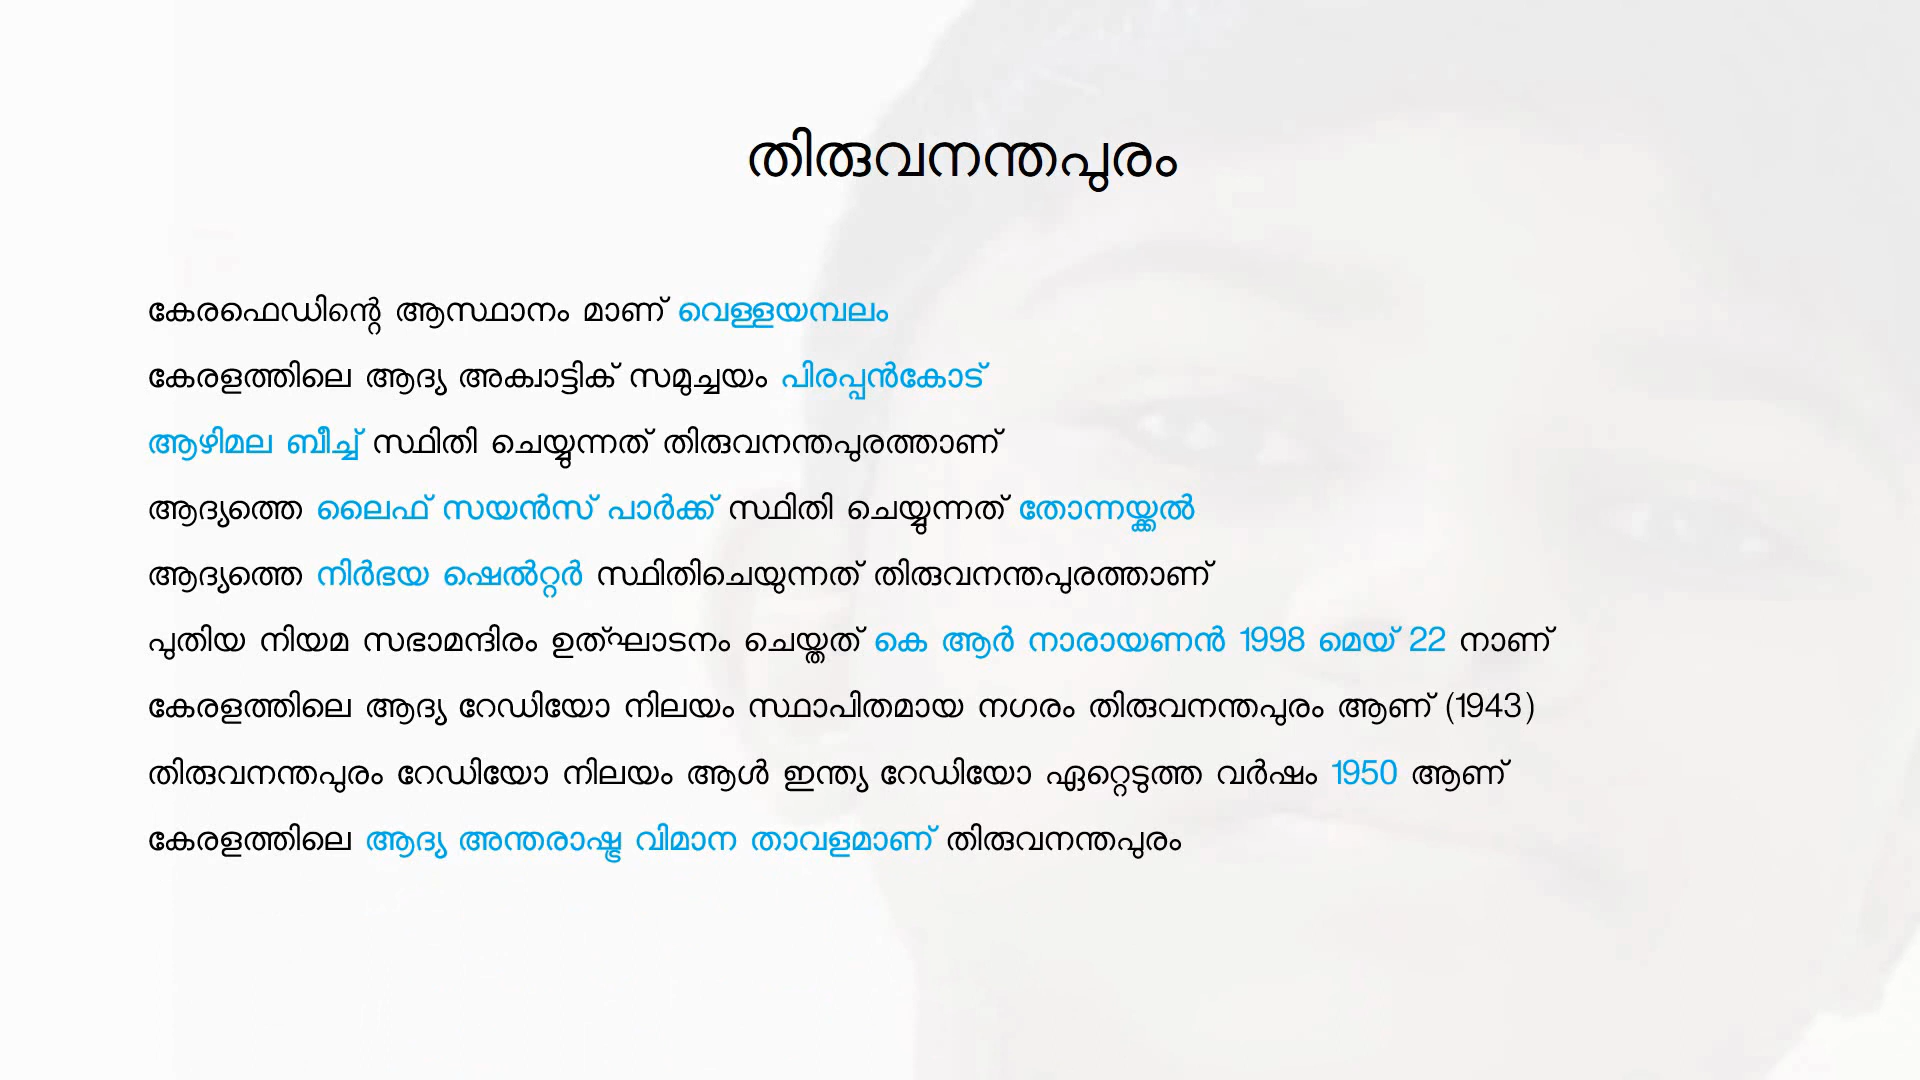 തിരുവനന്തപുരം
കേരഫെഡിന്റെ ആസ്ഥാനം മാണ് വെള്ളയമ്പലം
കേരളത്തിലെ ആദ്യ അക്വാട്ടിക് സമുച്ചയം പിരപ്പൻകോട്
ആഴിമല ബീച്ച് സ്ഥിതി ചെയ്യുന്നത് തിരുവനന്തപുരത്താണ്
ആദ്യത്തെ ലൈഫ് സയൻസ് പാർക്ക് സ്ഥിതി ചെയ്യുന്നത് തോന്നയ്ക്കൽ
ആദ്യത്തെ നിർഭയ ഷെൽറ്റർ സ്ഥിതിചെയുന്നത് തിരുവനന്തപുരത്താണ്
പുതിയ നിയമ സഭാമന്ദിരം ഉത്ഘാടനം ചെയ്തത് കെ ആർ നാരായണൻ 1998 മെയ് 22 നാണ്
കേരളത്തിലെ ആദ്യ റേഡിയോ നിലയം സ്ഥാപിതമായ നഗരം തിരുവനന്തപുരം ആണ് (1943)
തിരുവനന്തപുരം റേഡിയോ നിലയം ആൾ ഇന്ത്യ റേഡിയോ ഏറ്റെടുത്ത വർഷം 1950 ആണ്
കേരളത്തിലെ ആദ്യ അന്തരാഷ്ട്ര വിമാന താവളമാണ് തിരുവനന്തപുരം